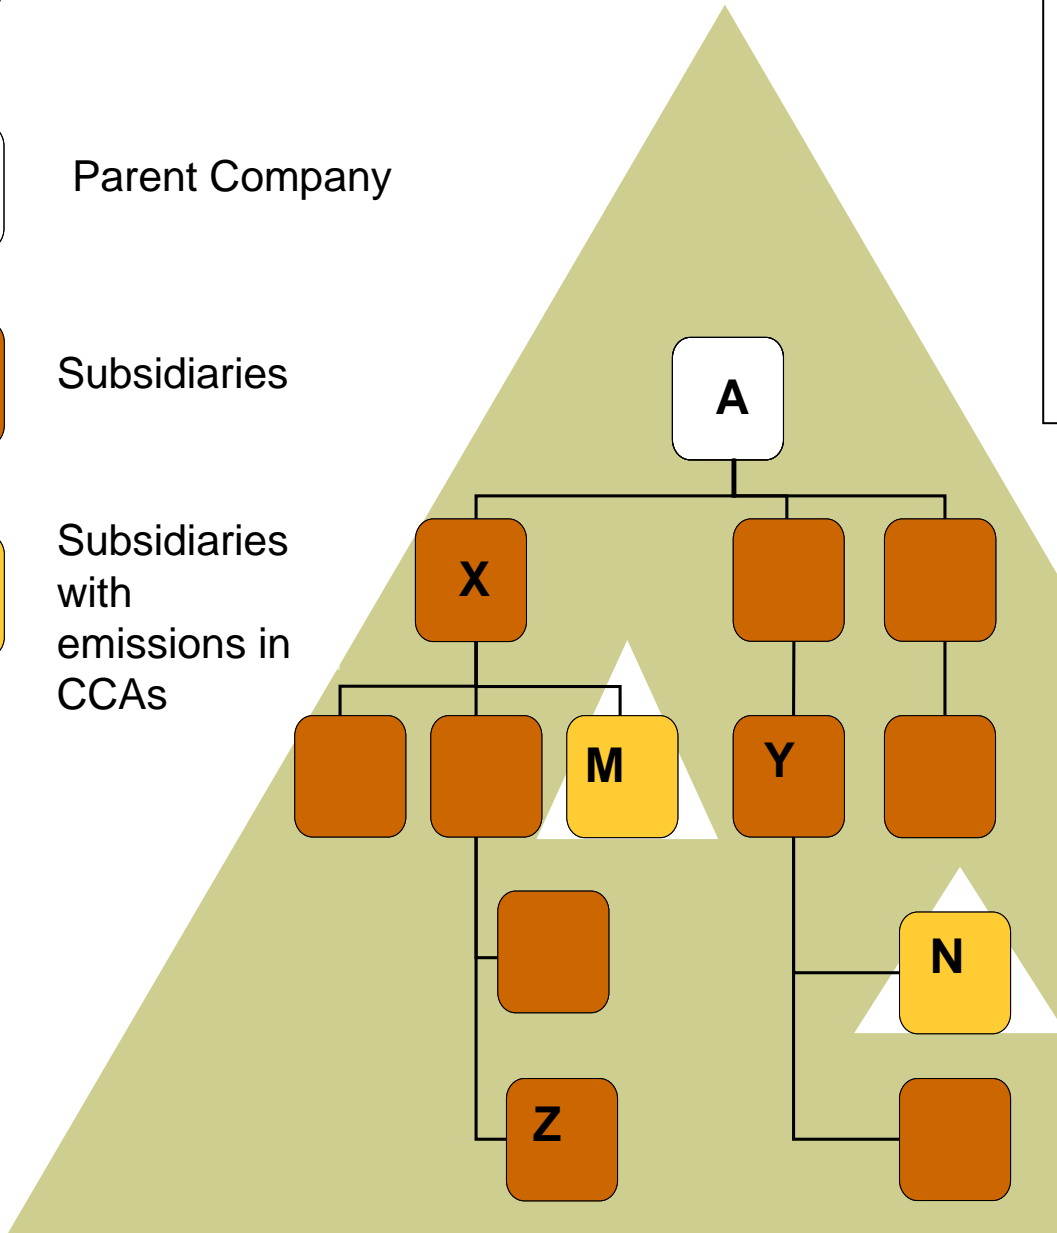 Parent Company
Subsidiaries
Subsidiaries
with
emissions in
CCAs
A
X
M
Y
N
Z